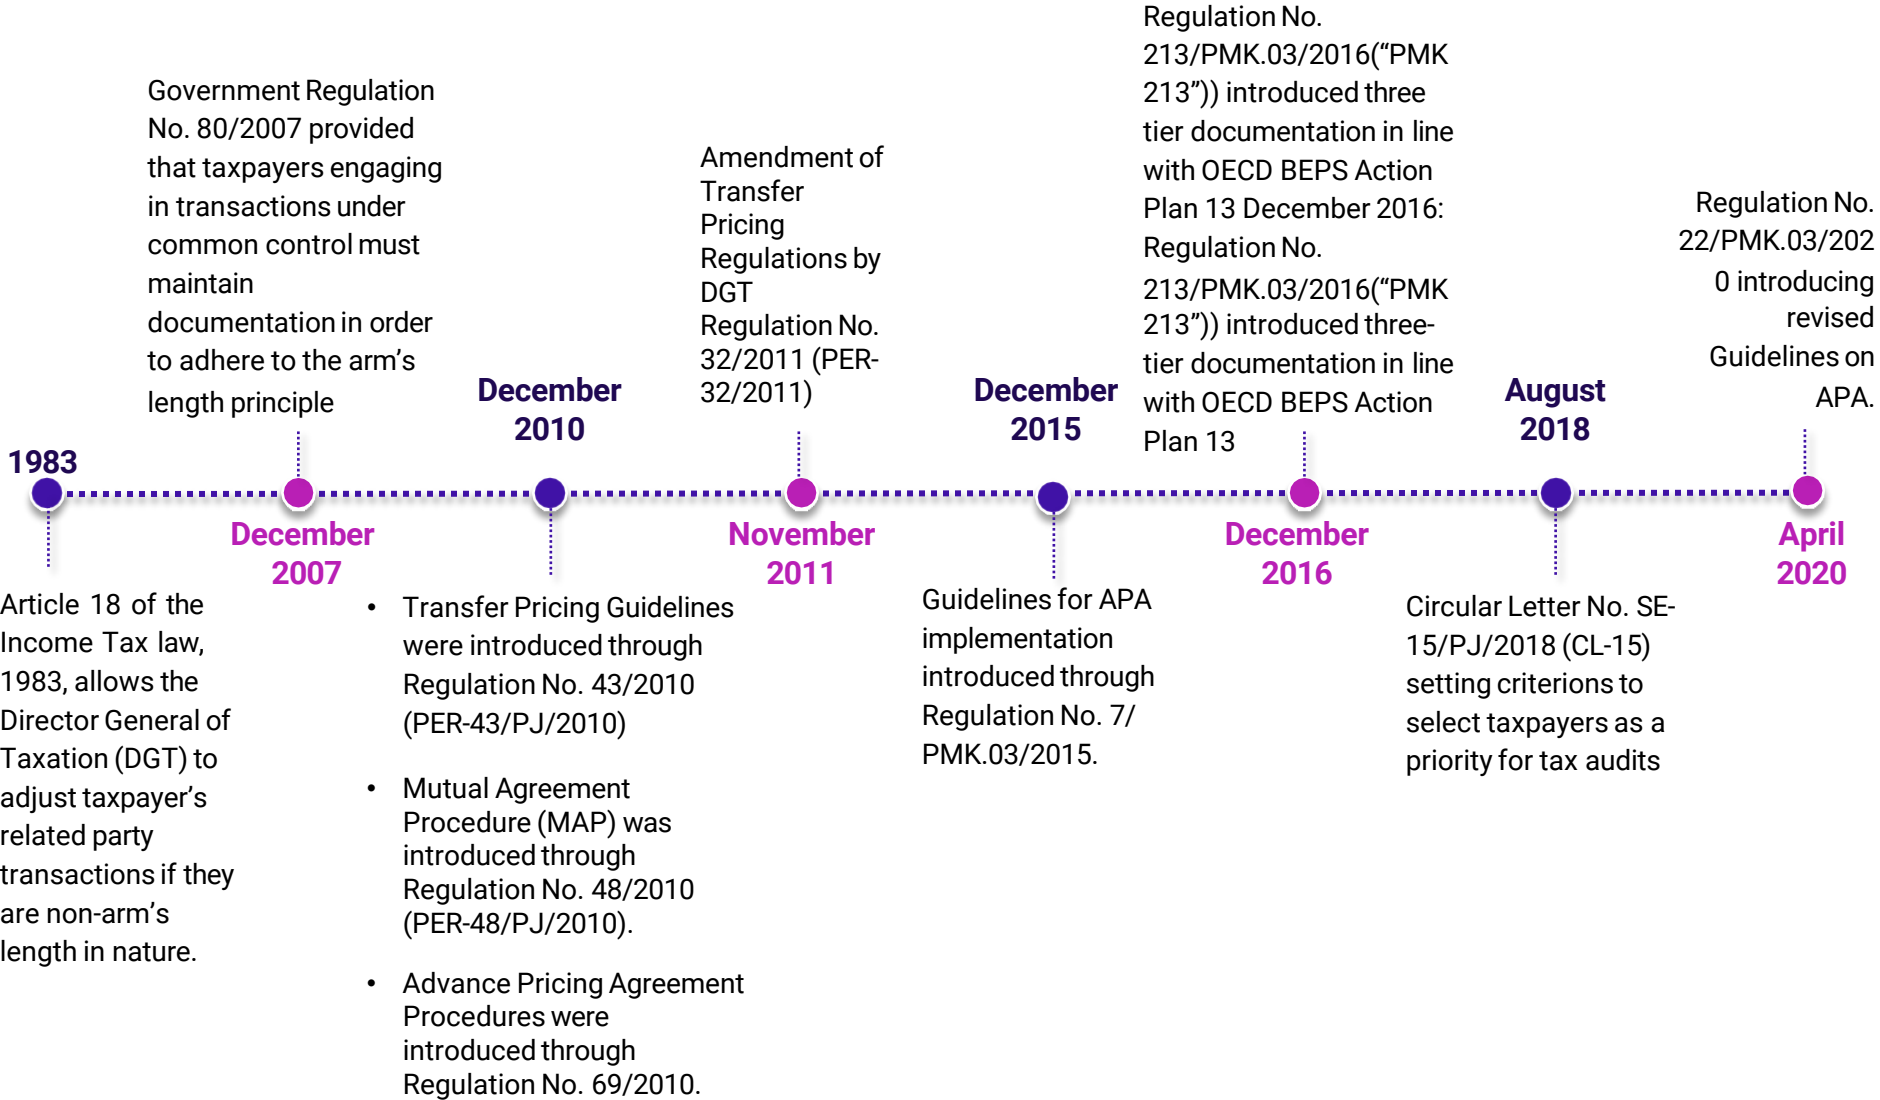 1983
Article 18 of the
Income Tax law,
1983, allows the
Director General of
Taxation (DGT) to
adjust taxpayer’s
related party
transactions if they
are non-arm’s
length in nature.
Government Regulation
No. 80/2007 provided
that taxpayers engaging
in transactions under
common control must
maintain
documentation in order
to adhere to the arm’s
length principle
December
2007
December
2010
• Transfer Pricing Guidelines
were introduced through
Regulation No. 43/2010
(PER-43/PJ/2010)
• Mutual Agreement
Procedure (MAP) was
introduced through
Regulation No. 48/2010
(PER-48/PJ/2010).
• Advance Pricing Agreement
Procedures were
introduced through
Regulation No. 69/2010.
Amendment of
Transfer
Pricing
Regulations by
DGT
Regulation No.
32/2011 (PER-
32/2011)
November
2011
December
2015
Guidelines for APA
implementation
introduced through
Regulation No. 7/
PMK.03/2015.
Regulation No.
213/PMK.03/2016(“PMK
213”)) introduced three
tier documentation in line
with OECD BEPS Action
Plan 13 December 2016:
Regulation No.
213/PMK.03/2016(“PMK
213”)) introduced three-
tier documentation in line
with OECD BEPS Action
Plan 13
December
2016
August
2018
Circular Letter No. SE-
15/PJ/2018 (CL-15)
setting criterions to
select taxpayers as a
priority for tax audits
Regulation No.
22/PMK.03/202
0 introducing
revised
Guidelines on
APA.
April
2020